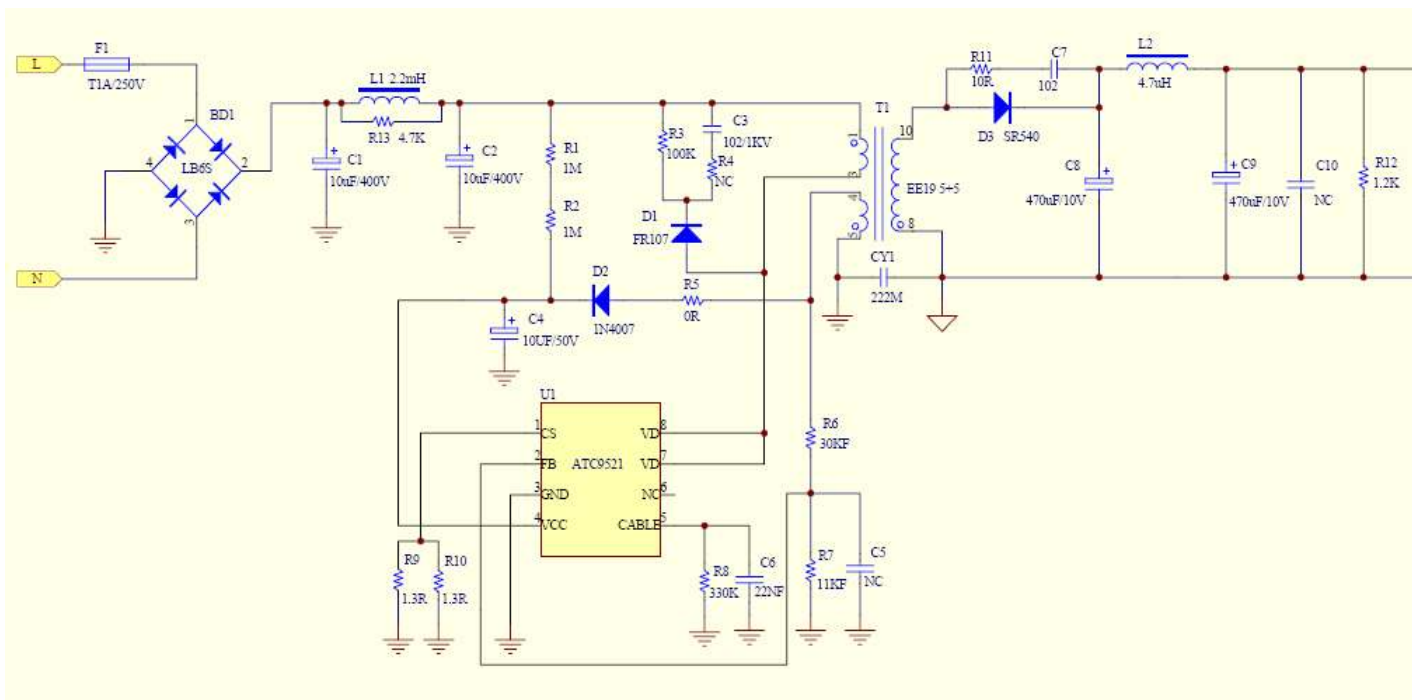 L
F1
T1A/250V
BD1
1
4
2
LB6S
3
N
L1 2.2mH
R13 4.7K
C1
10uF/400V
C2
10uF/400V
R1
1M
R2
1M
R3
100K
C3
102/1KV
R4
NC
D1
FR107
D2
1N4007
R5
0R
C4
10UF/50V
T1
1
3
4
5
10
8
EE19 5+5
CY1
222M
R11
10R
C7
102
D3 SR540
L2
4.7uH
C8
470uF/10V
C9
470uF/10V
C10
NC
R12
1.2K
U1
ATC9521
1
CS
2
FB
3
GND
4
VCC
VD
8
VD
7
NC
6
CABLE
5
R9
1.3R
R10
1.3R
R8
330K
C6
22NF
R6
30KF
R7
11KF
C5
NC